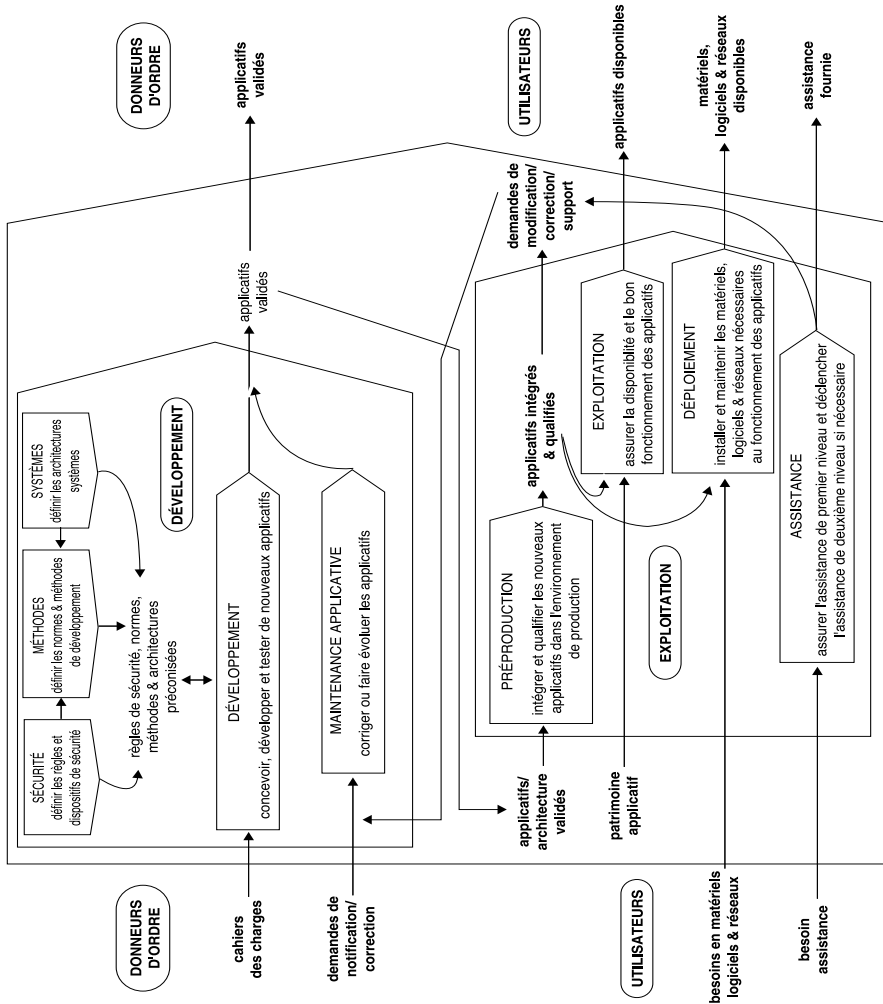 DONNEURS
D'ORDRE
cahiers
des charges
demandes de
notification/
correction
UTILISATEURS
besoins en matériels
logiciels & réseaux
besoin
assistance
SÉCURITÉ
définir les règles et
dispositifs de sécurité
MÉTHODES
définir les normes & méthodes
de développement
SYSTÈMES
définir les architectures
systèmes
règles de sécurité, normes,
méthodes & architectures
préconisées
DÉVELOPPEMENT
DÉVELOPPEMENT
concevoir, développer et tester de nouveaux applicatifs
MAINTENANCE APPLICATIVE
corriger ou faire évoluer les applicatifs
applicatifs
validés
applicatifs/
architecture
validés
patrimoine
applicatif
PRÉPRODUCTION
intégrer et qualifier les nouveaux
applicatifs dans l'environnement
de production
applicatifs intégrés
& qualifiés
demandes de
modification/
correction/
support
EXPLOITATION
assurer la disponiblité et le bon
fonctionnement des applicatifs
EXPLOITATION
DÉPLOIEMENT
installer et maintenir les matériels,
logiciels & réseaux nécessaires
au fonctionnement des applicatifs
ASSISTANCE
assurer l'assistance de premier niveau et déclencher
l'assistance de deuxième niveau si nécessaire
DONNEURS
D'ORDRE
applicatifs
validés
UTILISATEURS
applicatifs disponibles
matériels,
logiciels & réseaux
disponibles
assistance
fournie